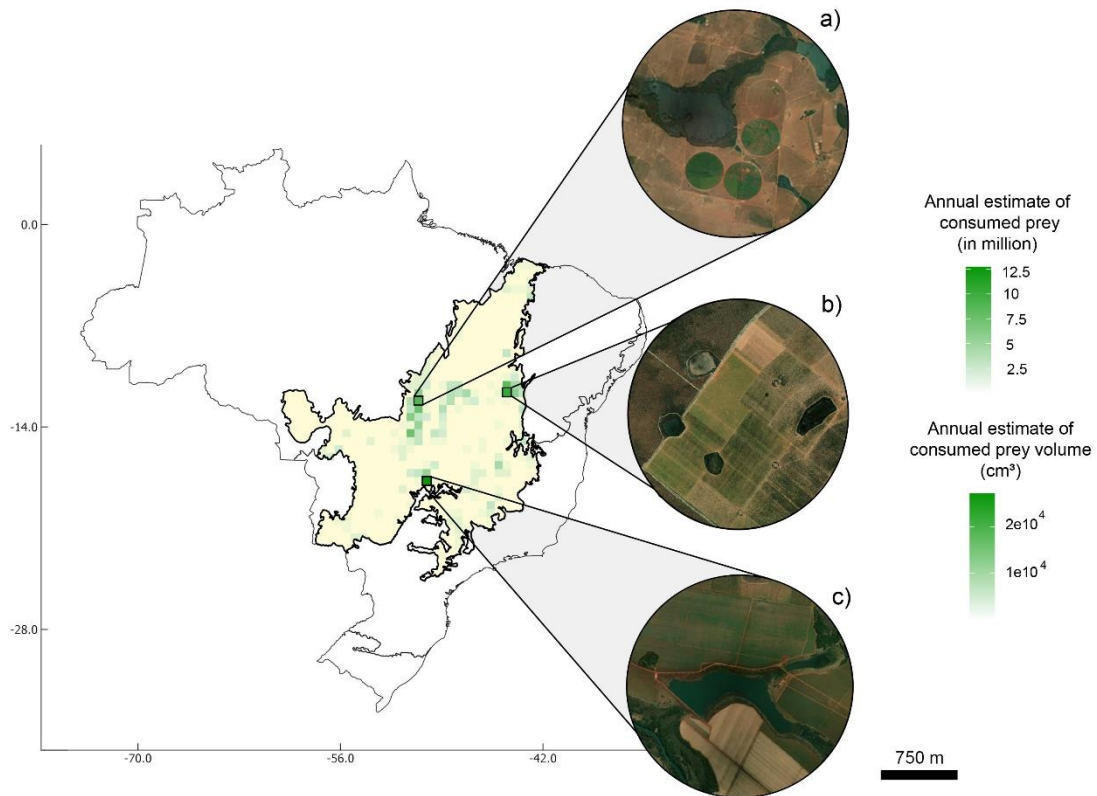 a)
0.0
-14.0
-28.0
-70.0
-56.0
-42.0
b)
c)
Annual estimate of
consumed prey
(in million)
12.5
10
7.5
5
2.5
Annual estimate of
consumed prey volume
(cm³)
2e10⁴
1e10⁴
750 m